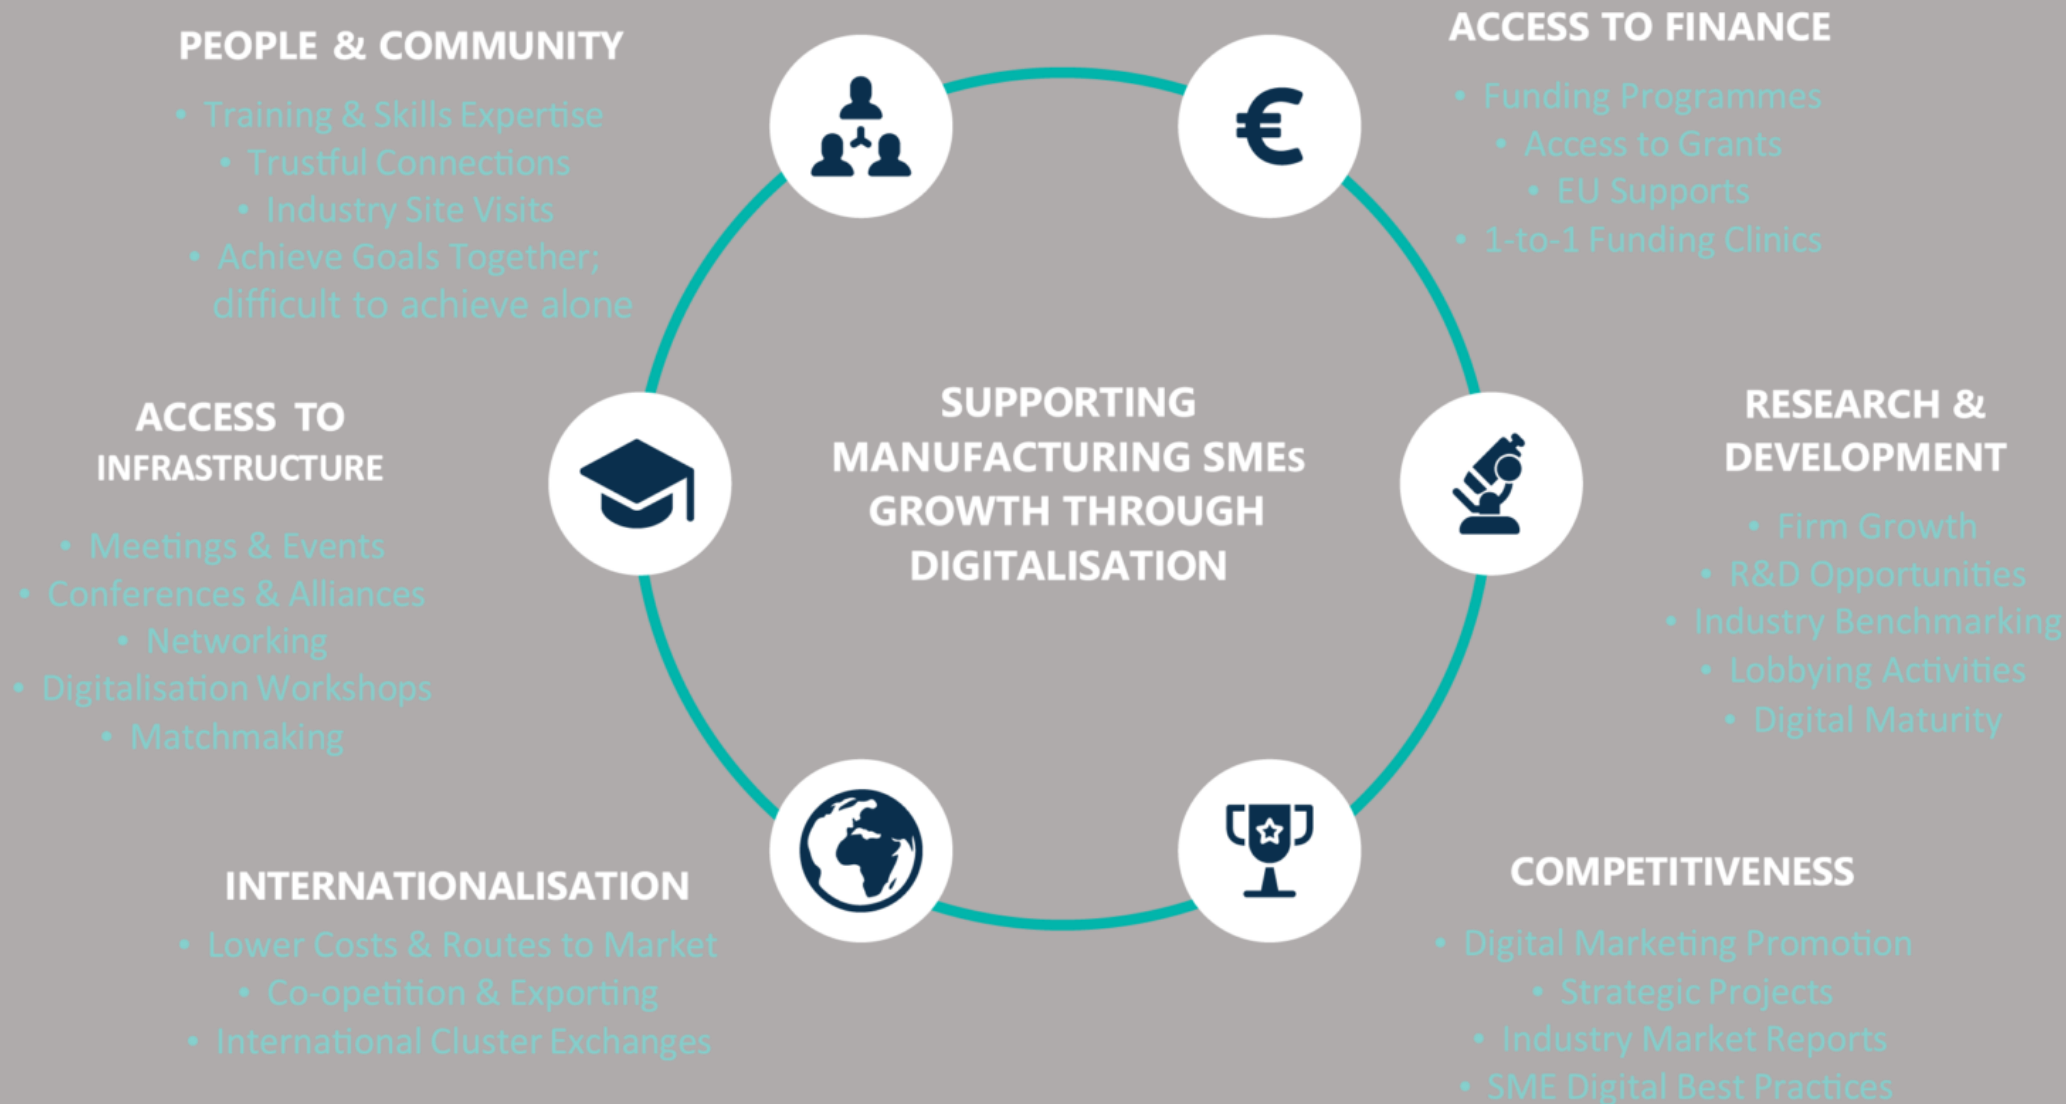 PEOPLE & COMMUNITY
• Training & Skills Expertise
• Trustful Connections
• Industry Site Visits
• Achieve Goals Together;
difficult to achieve alone
ACCESS TO FINANCE
• Funding Programmes
• Access to Grants
• EU Supports
• 1-to-1 Funding Clinics
€
ACCESS TO
INFRASTRUCTURE
• Meetings & Events
• Conferences & Alliances
• Networking
• Digitalisation Workshops
• Matchmaking
SUPPORTING
MANUFACTURING SMEs
GROWTH THROUGH
DIGITALISATION
RESEARCH &
DEVELOPMENT
• Firm Growth
• R&D Opportunities
• Industry Benchmarking
• Lobbying Activities
• Digital Maturity
INTERNATIONALISATION
• Lower Costs & Routes to Market
• Co-opetition & Exporting
• International Cluster Exchanges
COMPETITIVENESS
• Digital Marketing Promotion
• Strategic Projects
• Industry Market Reports
• SME Digital Best Practices